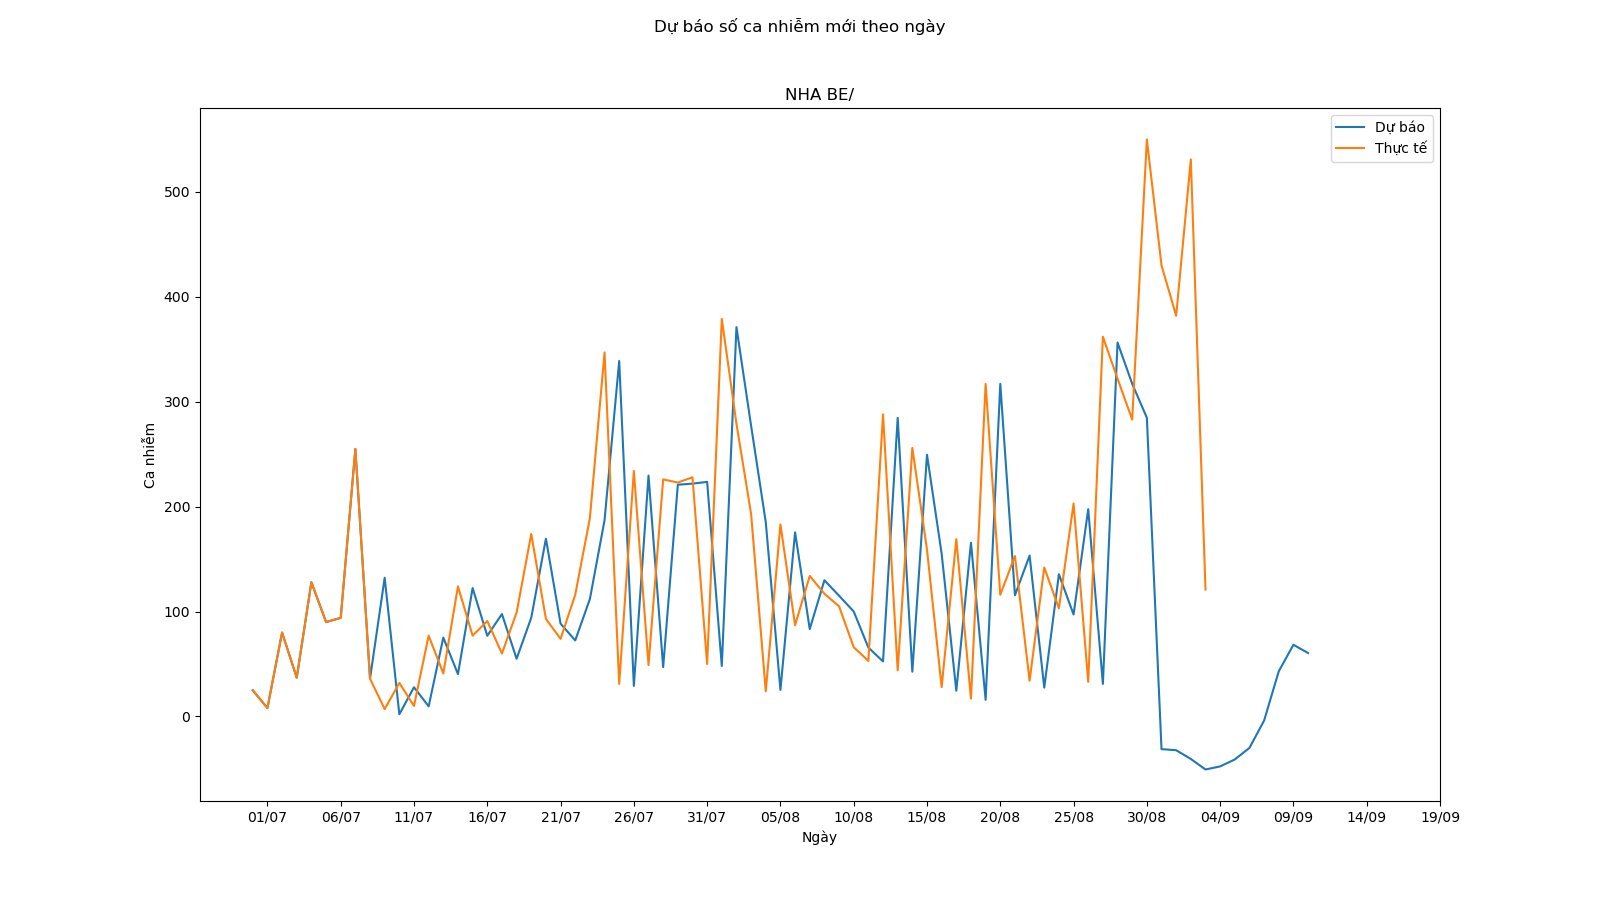 Dự báo số ca nhiễm mới theo ngày
NHA BE/
Dự báo
Thực tế
500
400
300
200
100
0
Ca nhiễm
01/07 06/07 11/07 16/07 21/07 26/07 31/07 05/08 10/08 15/08 20/08 25/08 30/08 04/09 09/09 14/09 19/09
Ngày